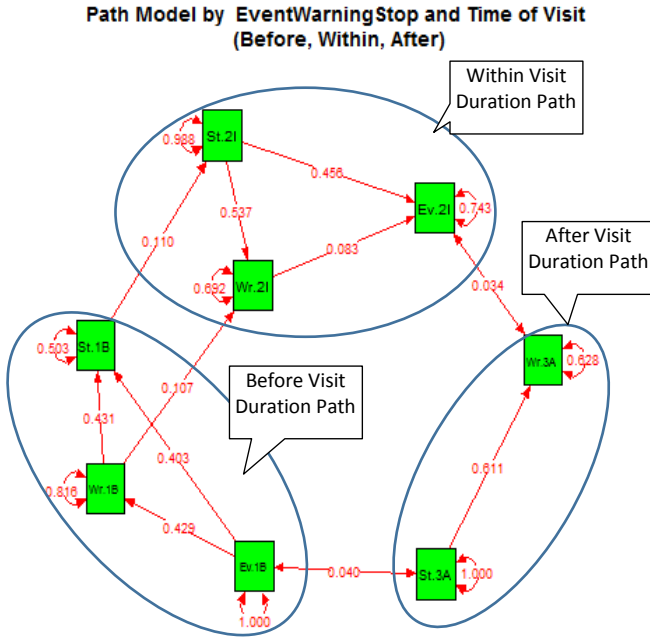 Path Model by EventWarningStop and Time of Visit
(Before, Within, After)
Within Visit
Duration Path
St.2I
0.988
0.456
Ev.2I
0.743
0.537
0.083
After Visit
Duration Path
0.110
Wr.2I
0.692
0.034
St.1B
0.503
Wr.3A
0.628
Before Visit
Duration Path
0.107
0.431
0.403
0.611
Wr.1B
0.816
0.429
Ev.1B
0.040
St.3A
1.000
1.000